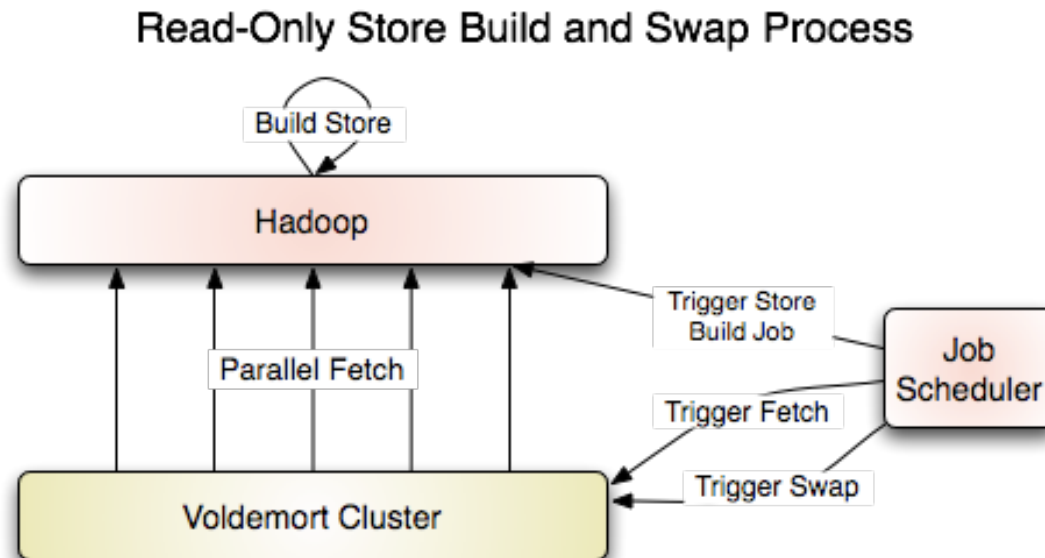 Read-Only Store Build and Swap Process
Build Store
Hadoop
Trigger Store
Build Job
Job
Scheduler
Parallel Fetch
Trigger Fetch
Trigger Swap
Voldemort Cluster